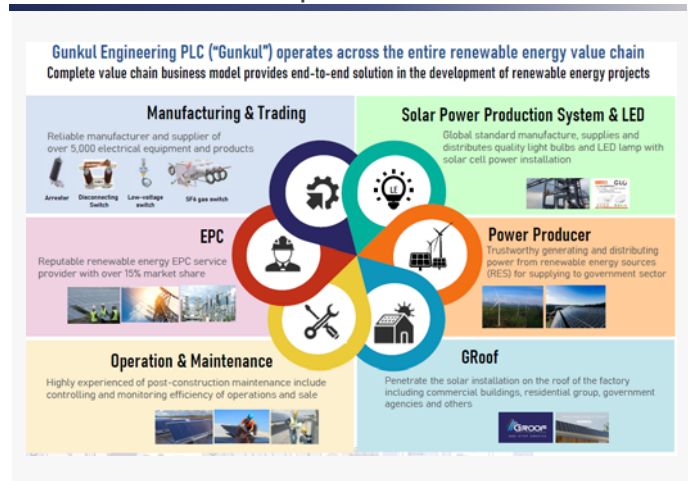 Gunkul Engineering PLC ("Gunkul") operates across the entire renewable energy value chain
Complete value chain business model provides end-to-end solution in the development of renewable energy projects
Manufacturing & Trading
Reliable manufacturer and supplier of
over 5,000 electrical equipment and products
Arrester
Disconnecting
Switch
Low-voltage
switch
SF6 gas switch
Solar Power Production System & LED
Global standard manufacture, supplies and
distributes quality light bulbs and LED lamp with
solar cell power installation
LE
EPC
Reputable renewable energy EPC service
provider with over 15% market share
Power Producer
Trustworthy generating and distributing
power from renewable energy sources
(RES) for supplying to government sector
Operation & Maintenance
Highly experienced of post-construction maintenance include
controlling and monitoring efficiency of operations and sale
GRoof
Penetrate the solar installation on the roof of the factory
including commercial buildings, residential group, government
agencies and others
GROOF